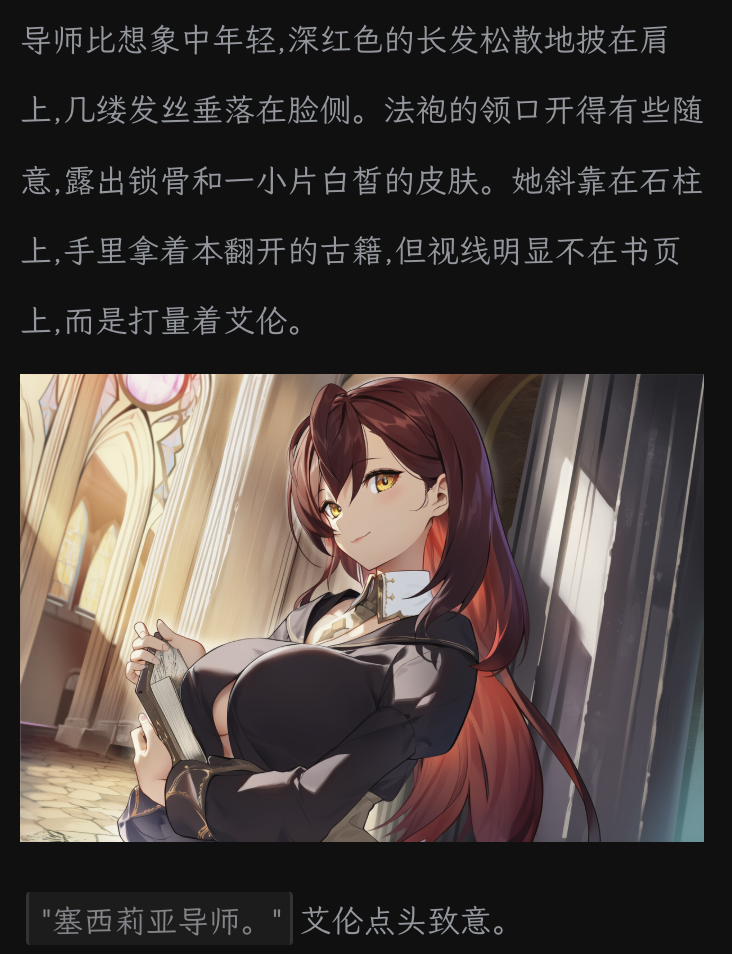 导师比想象中年轻,深红色的长发松散地披在肩
上,几缕发丝垂落在脸侧。法袍的领口开得有些随
意,露出锁骨和一小片白皙的皮肤。她斜靠在石柱
上,手里拿着本翻开的古籍,但视线明显不在书页
上,而是打量着艾伦。
"塞西莉亚导师。" 艾伦点头致意。